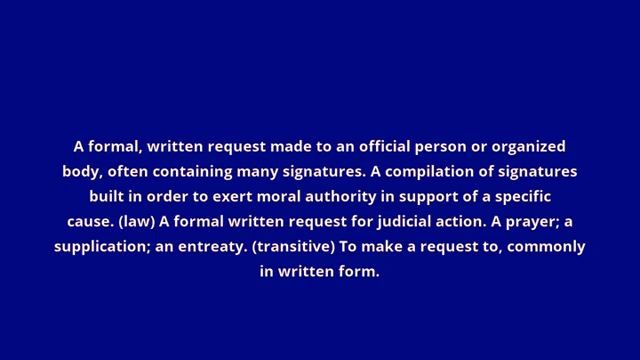 A formal, written request made to an official person or organized
body, often containing many signatures. A compilation of signatures
built in order to exert moral authority in support of a specific
cause. (law) A formal written request for judicial action. A prayer; a
supplication; an entreaty. (transitive) To make a request to, commonly
in written form.